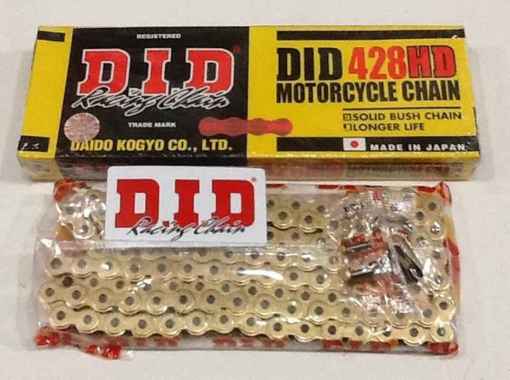 REGISTERED
D.I.D®
Racing Chain
TRADE MARK
DAIDO KOGYO CO., LTD.
DID 428HD
MOTORCYCLE CHAIN
SOLID BUSH CHAIN
LONGER LIFE
MADE IN JAPAN
D.I.D®
Racing Chain